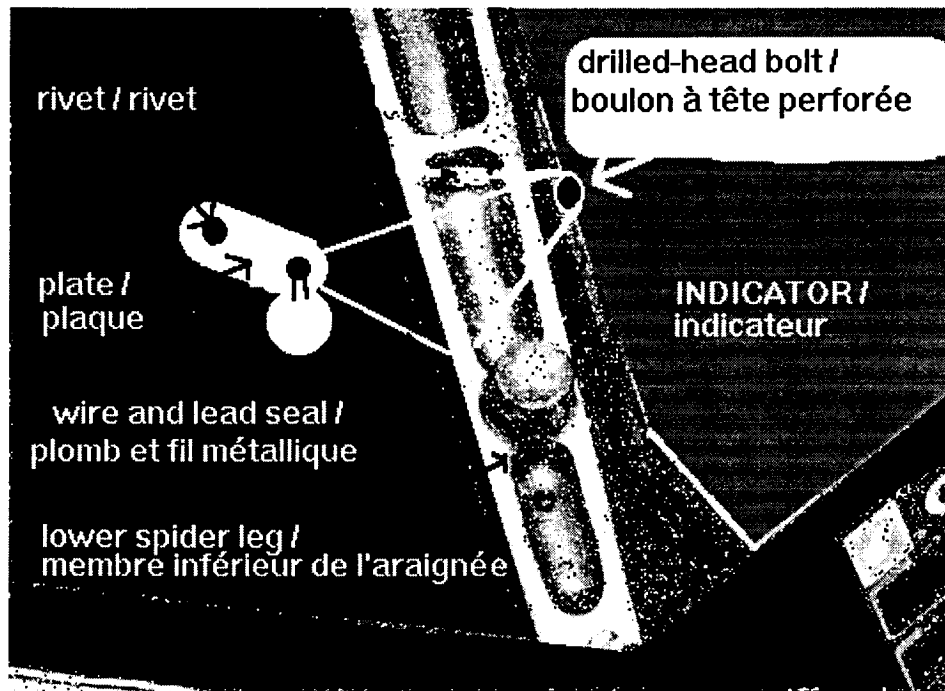 drilled-head bolt /
boulon à tête perforée
rivet / rivet
plate /
plaque
INDICATOR /
indicateur
wire and lead seal /
plomb et fil métallique
lower spider leg /
membre inférieur de l'araignée